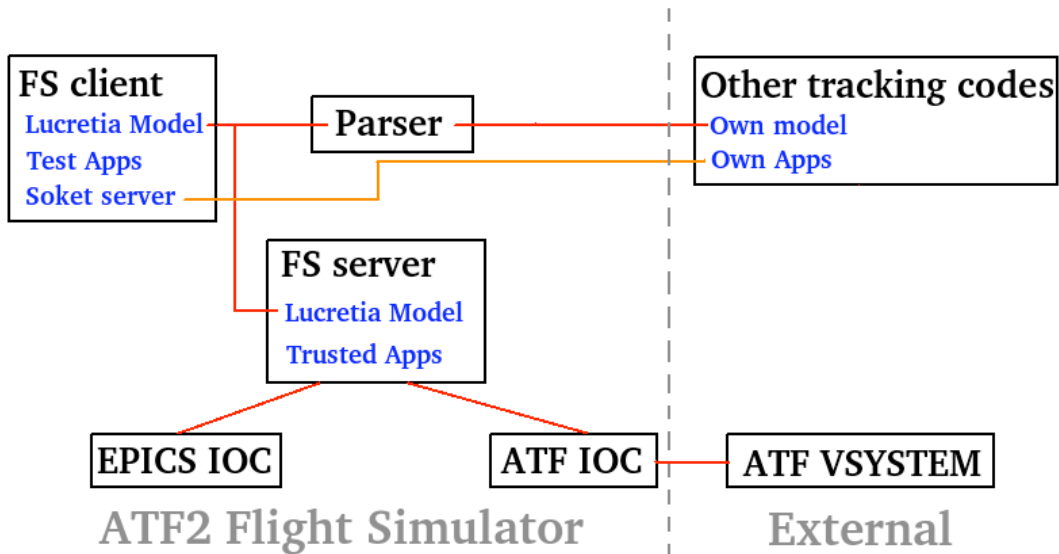 FS client
Lucretia Model
Test Apps
Soket server
Parser
Other tracking codes
Own model
Own Apps
FS server
Lucretia Model
Trusted Apps
EPICS IOC
ATF IOC
ATF VSYSTEM
ATF2 Flight Simulator
External